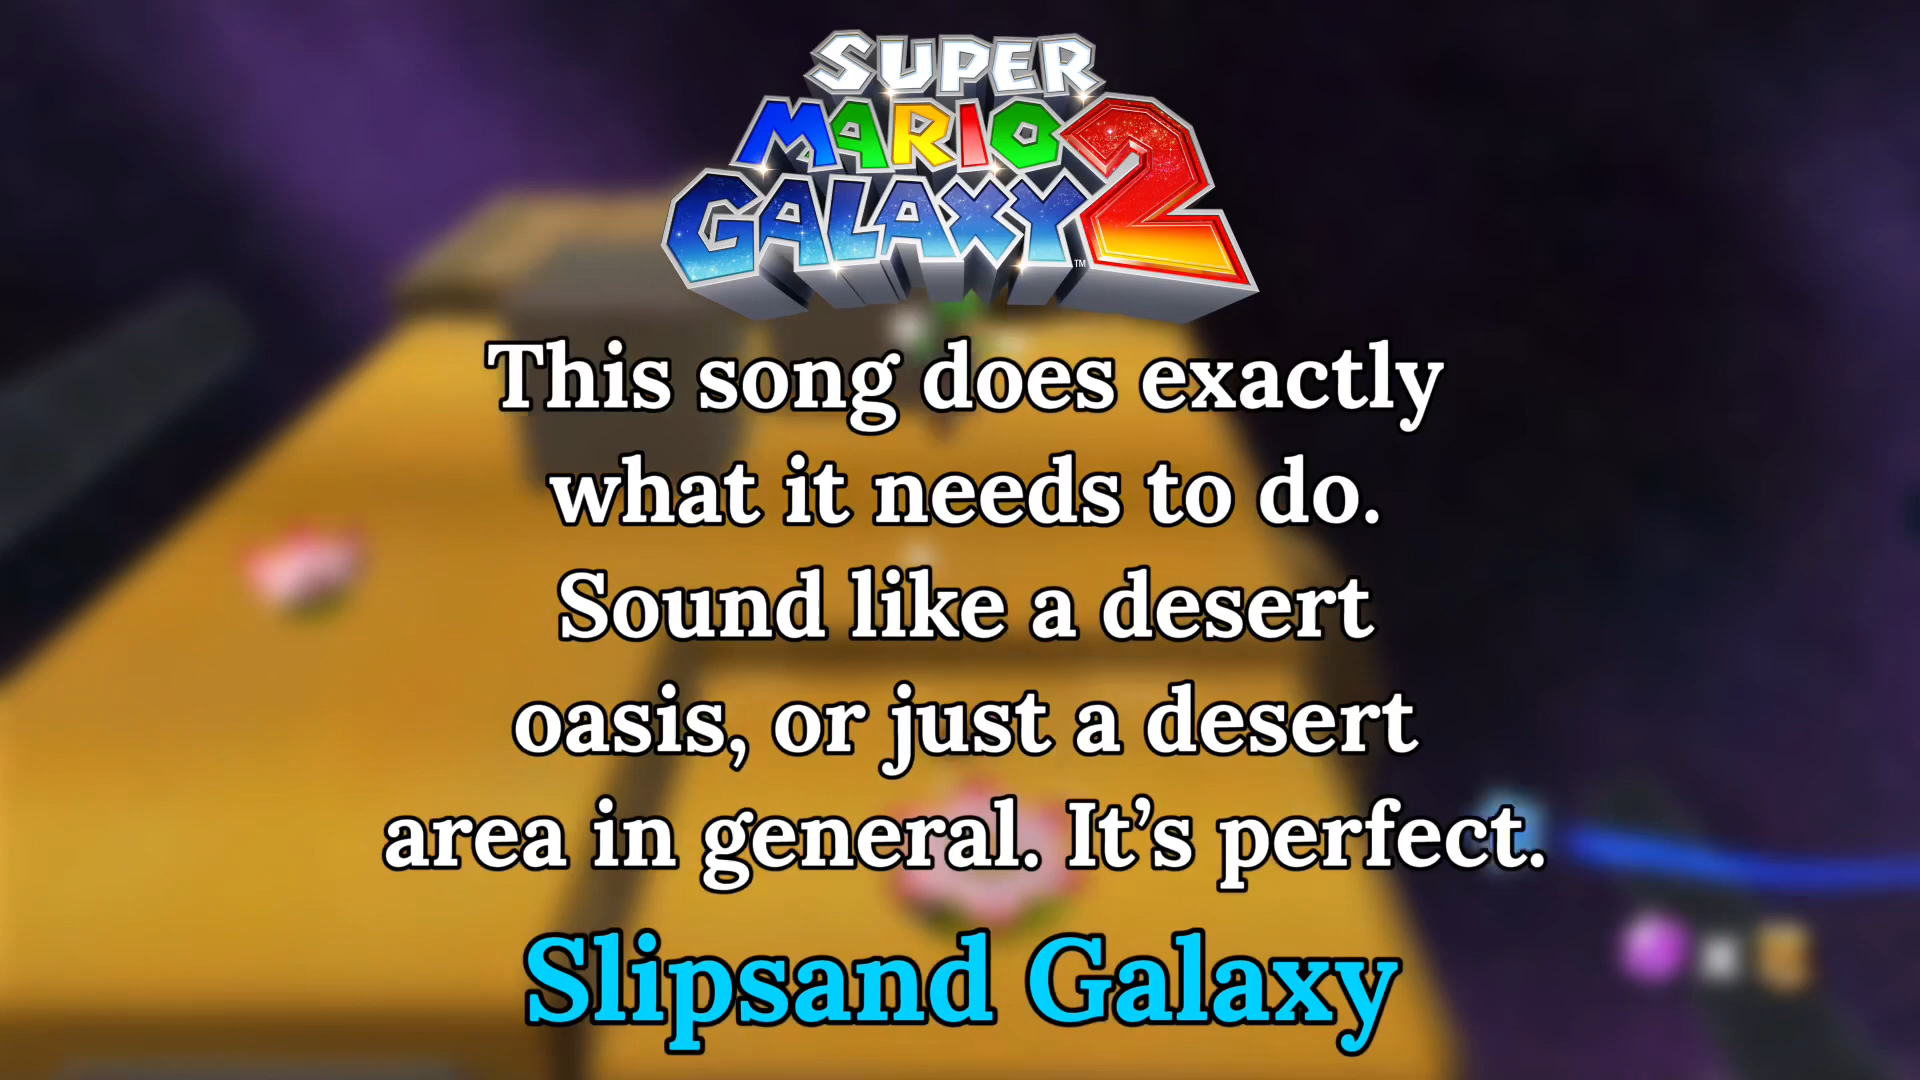 SUPER
MARIO 2
GALAXY
TM
This song does exactly
what it needs to do.
Sound like a desert
oasis, or just a desert
area in general. It’s perfect.
Slipsand Galaxy